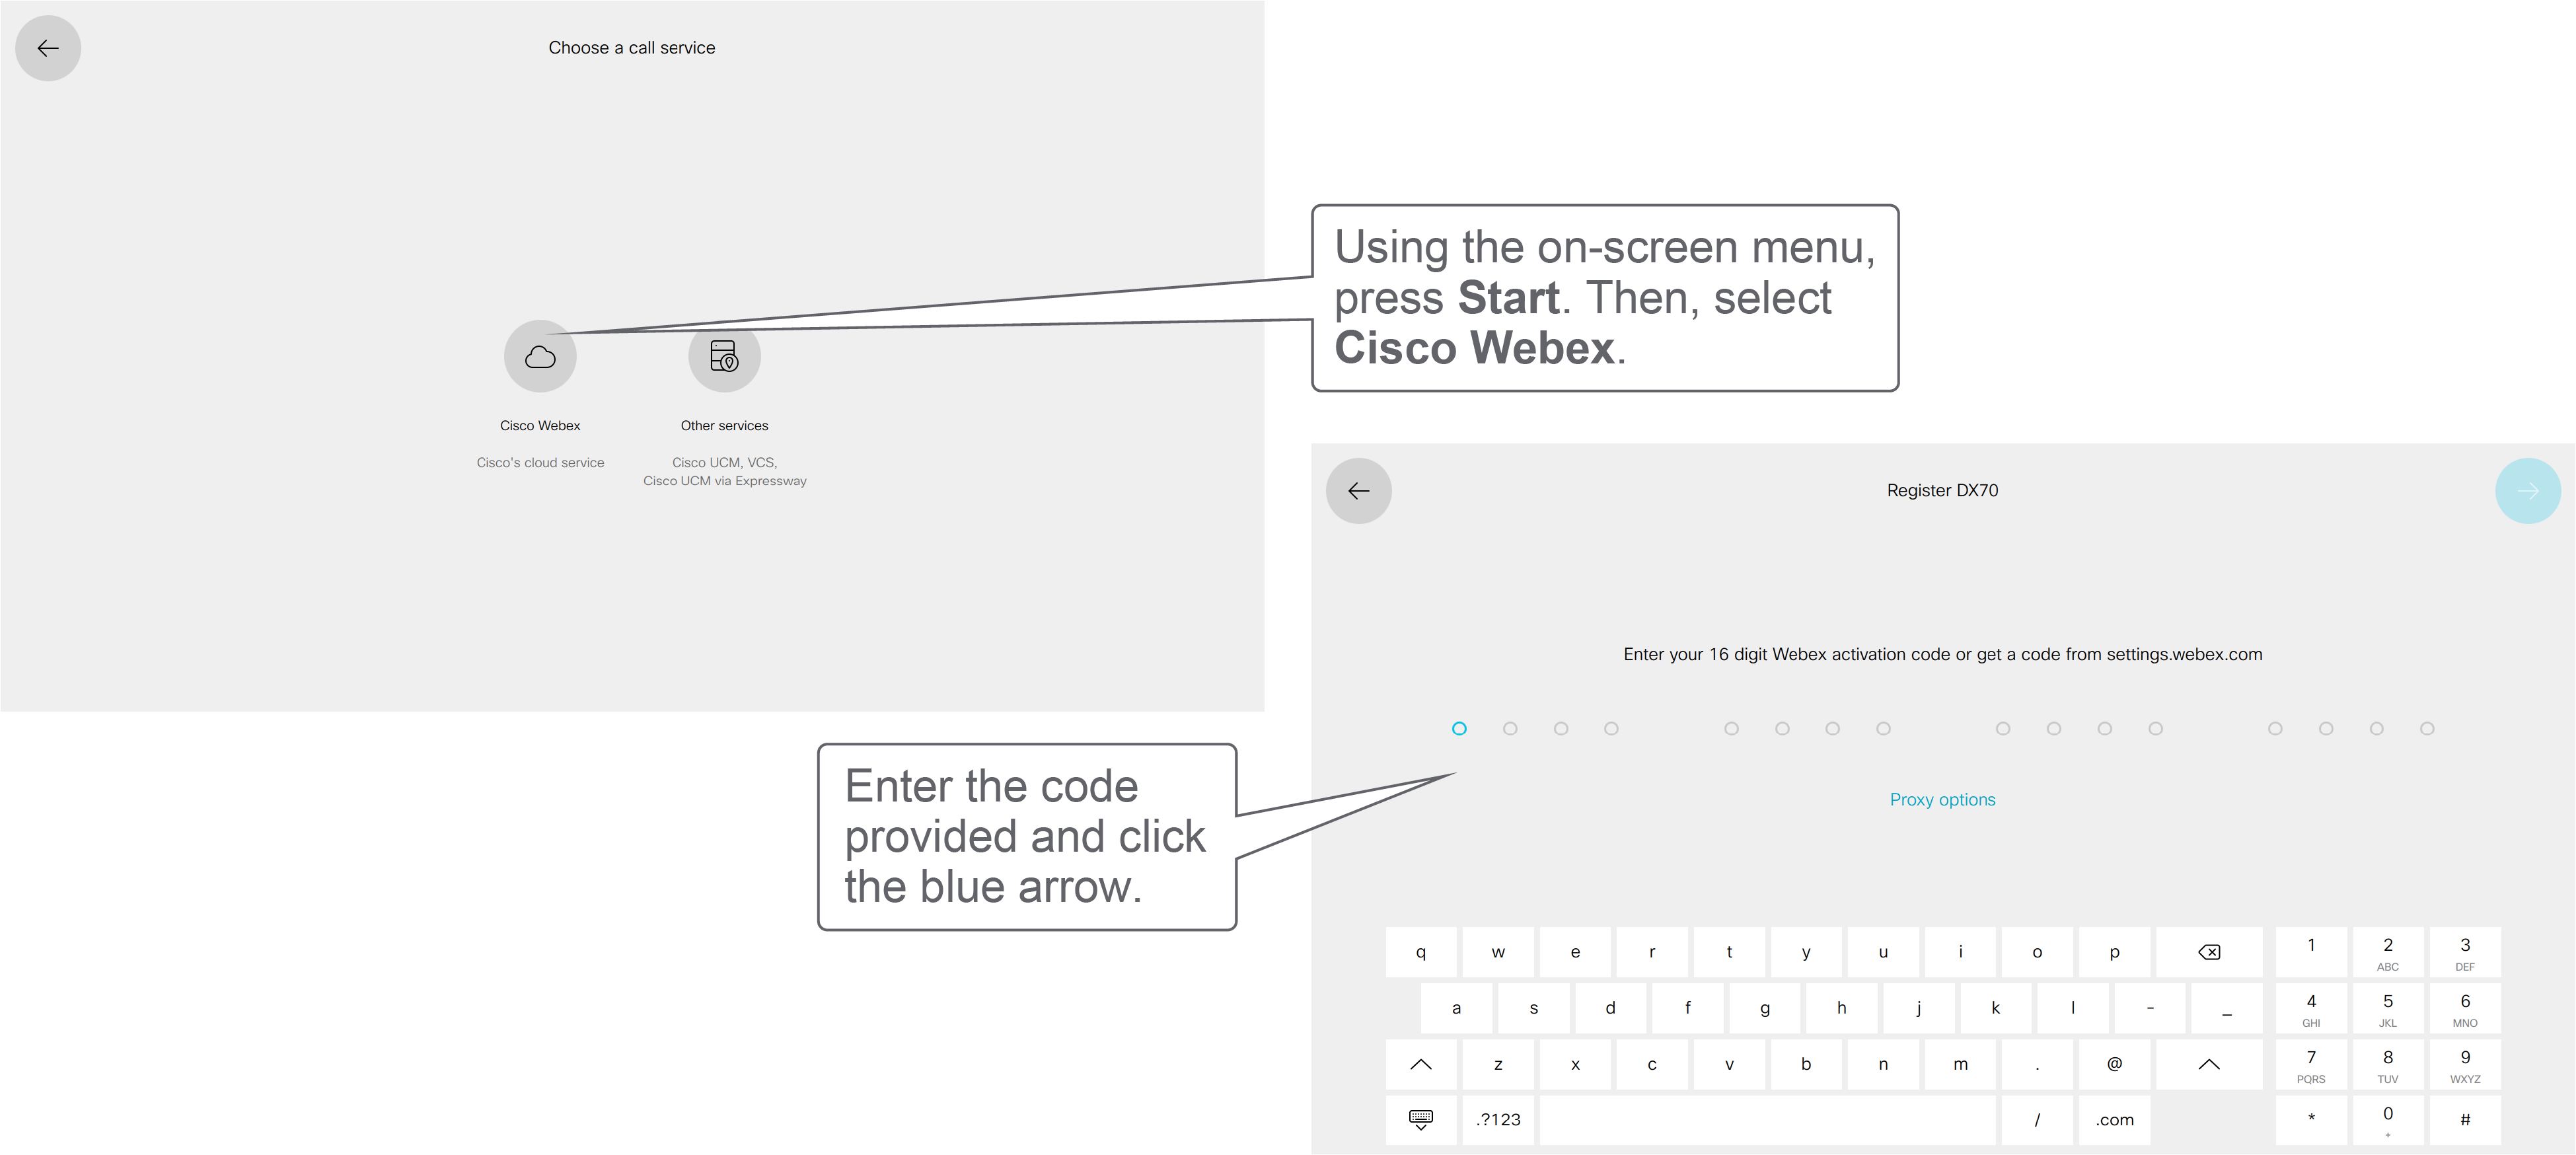 Choose a call service
Using the on-screen menu,
press Start. Then, select
Cisco Webex.
Cisco Webex
Other services
Cisco's cloud service
Cisco UCM, VCS,
Cisco UCM via Expressway
Register DX70
Enter your 16 digit Webex activation code or get a code from settings.webex.com
Proxy options
Enter the code
provided and click
the blue arrow.
q w e r t y u i o p 1 2 3
ABC DEF
a s d f g h j k l - _ 4 5 6
GHI JKL MNO
z x c v b n m . @ 7 8 9
PQRS TUV WXYZ
.?123 / .com * 0 #
+